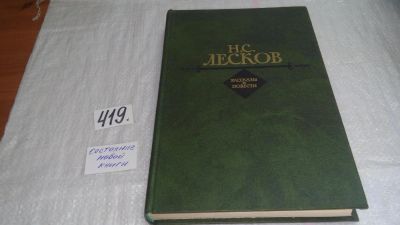 Н.С.
ЛЕСКОВ
РАССКАЗЫ
ПОВЕСТИ
419.
состояние
новой
книги